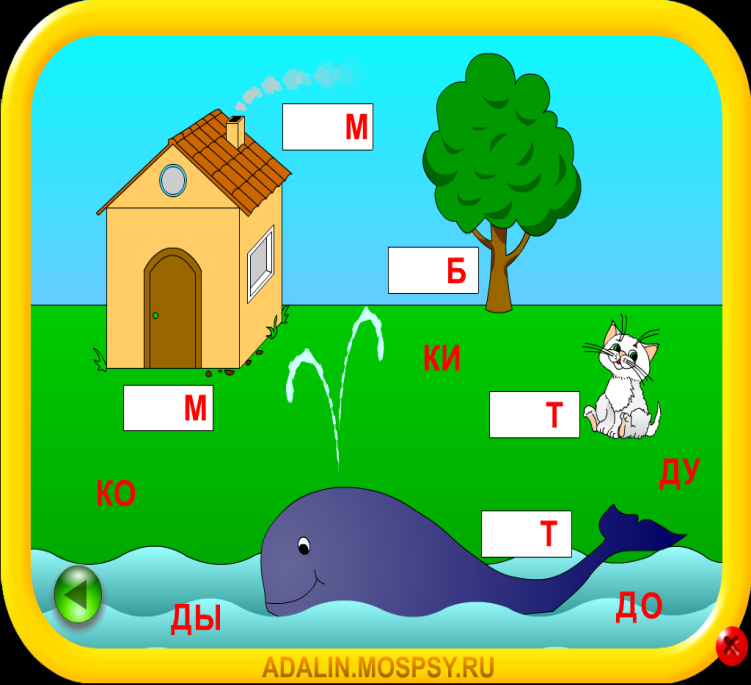 М
Б
КИ
М
Т
ДУ
КО
Т
ДЫ
ДО
ADALIN.MOSPSY.RU